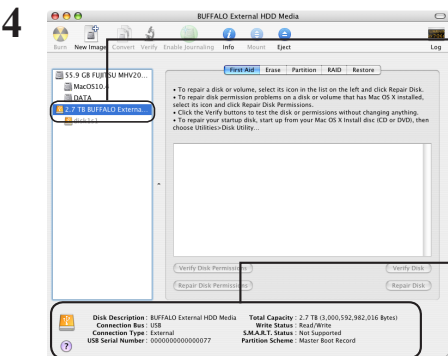 4
BUFFALO External HDD Media
Burn New Image Convert Verify Enable Journaling Info Mount Eject Log
55.9 GB FUJITSU MHV20...
MacOS10.
DATA
2.7 TB BUFFALO Externa...
disk1s1
First Aid Erase Partition RAID Restore
• To repair a disk or volume, select its icon in the list on the left and click Repair Disk.
• To repair disk permission problems on a disk or volume that has Mac OS X installed,
select its icon and click Repair Disk Permissions.
• Click the Verify buttons to test the disk or permissions without changing anything.
• To repair your startup disk, start up from your Mac OS X Install disc (CD or DVD), then
choose Utilities>Disk Utility...
Verify Disk Permissions Verify Disk
Repair Disk Permissions Repair Disk
Disk Description : BUFFALO External HDD Media Total Capacity : 2.7 TB (3,000,592,982,016 Bytes)
Connection Bus : USB Write Status : Read/Write
Connection Type : External S.M.A.R.T. Status : Not Supported
USB Serial Number : 0000000000000077 Partition Scheme : Master Boot Record
?